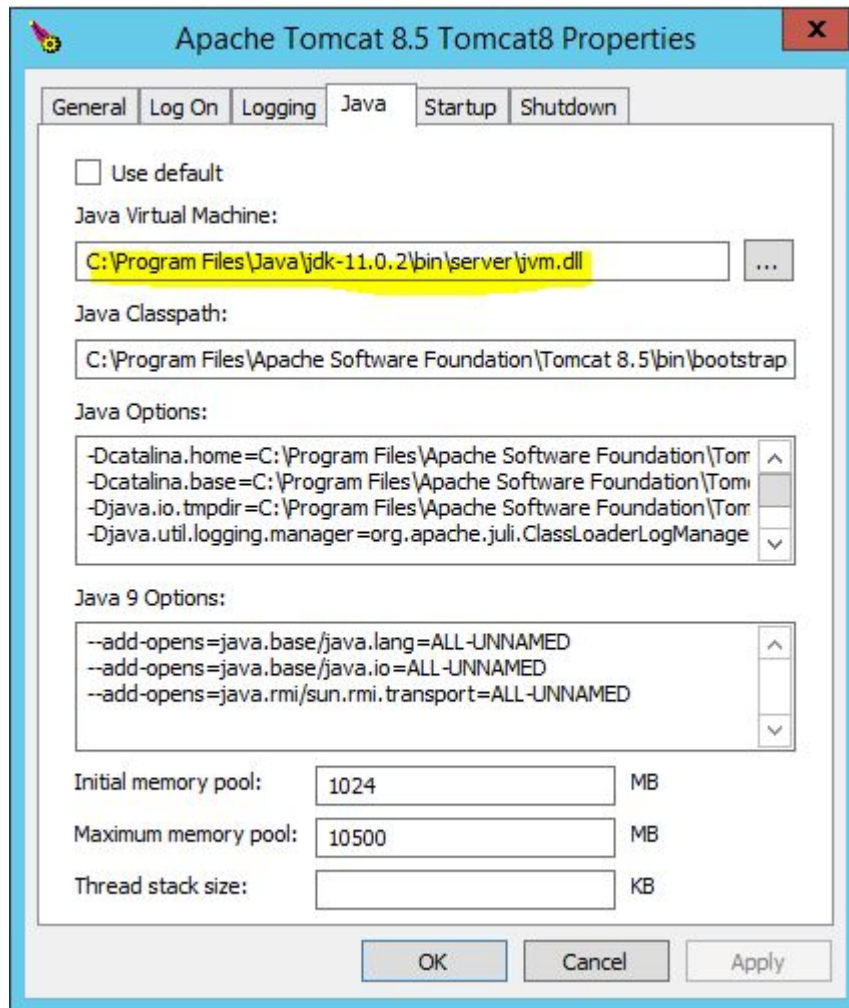 Apache Tomcat 8.5 Tomcat8 Properties
x
General Log On Logging Java Startup Shutdown
Use default
Java Virtual Machine:
C:\Program Files\Java\jdk-11.0.2\bin\server\jvm.dll
...
Java Classpath:
C:\Program Files\Apache Software Foundation\Tomcat 8.5\bin\bootstrap
Java Options:
-Dcatalina.home=C:\Program Files\Apache Software Foundation\Tom
-Dcatalina.base=C:\Program Files\Apache Software Foundation\Tomc
-Djava.io.tmpdir=C:\Program Files\Apache Software Foundation\Tom
-Djava.util.logging.manager=org.apache.juli.ClassLoaderLogManage
Java 9 Options:
--add-opens=java.base/java.lang=ALL-UNNAMED
--add-opens=java.base/java.io=ALL-UNNAMED
--add-opens=java.rmi/sun.rmi.transport=ALL-UNNAMED
Initial memory pool: 1024 MB
Maximum memory pool: 10500 MB
Thread stack size: KB
OK Cancel Apply